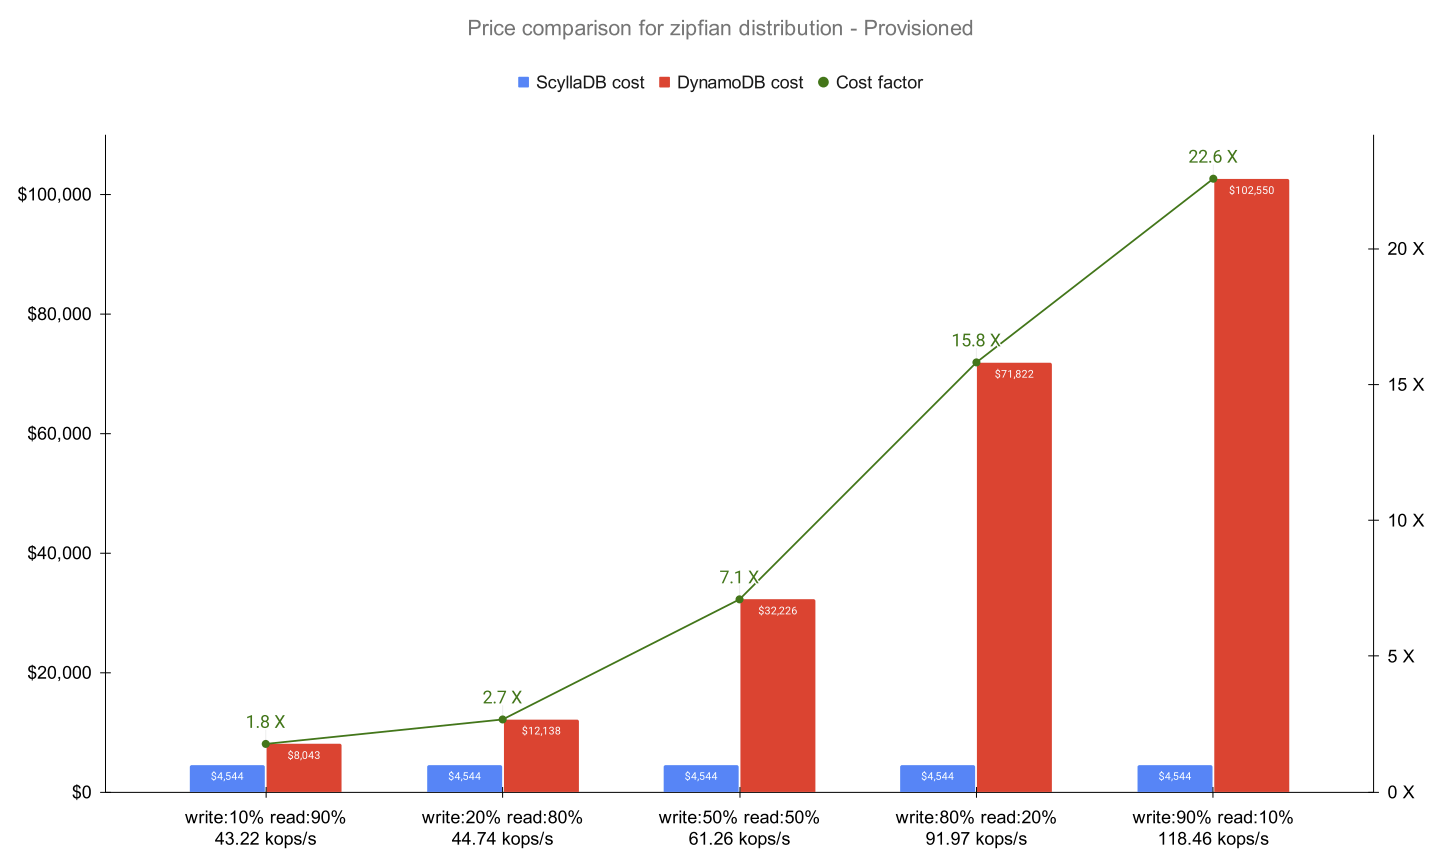 Price comparison for zipfian distribution - Provisioned
ScyllaDB cost DynamoDB cost Cost factor
22.6 X
$102,550
$100,000
20 X
15.8 X
$71,822
$80,000
15 X
$60,000
10 X
7.1 X
$32,226
$40,000
5 X
$20,000
2.7 X
$12,138
1.8 X
$8,043
$4,544 $4,544 $4,544 $4,544 $4,544
$0 0 X
write:10% read:90% write:20% read:80% write:50% read:50% write:80% read:20% write:90% read:10%
43.22 kops/s 44.74 kops/s 61.26 kops/s 91.97 kops/s 118.46 kops/s